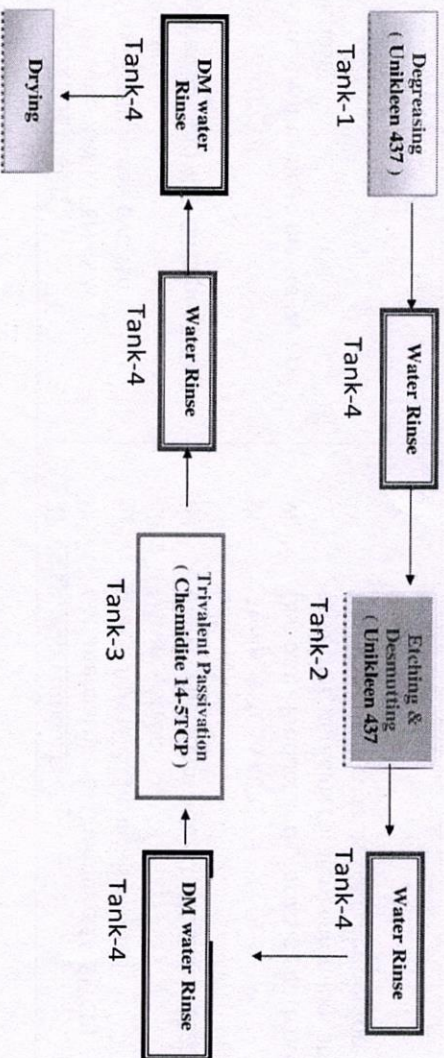 Degreasing
( Unikleen 437 )
Tank-1
Water Rinse
Tank-4
Etching &
Desmutting
( Unikleen 437
Tank-2
Water Rinse
Tank-4
DM water Rinse
Tank-4
Trivalent Passivation
( Chemidite 14-5TCP )
Tank-3
Water Rinse
Tank-4
DM water
Rinse
Tank-4
Drying